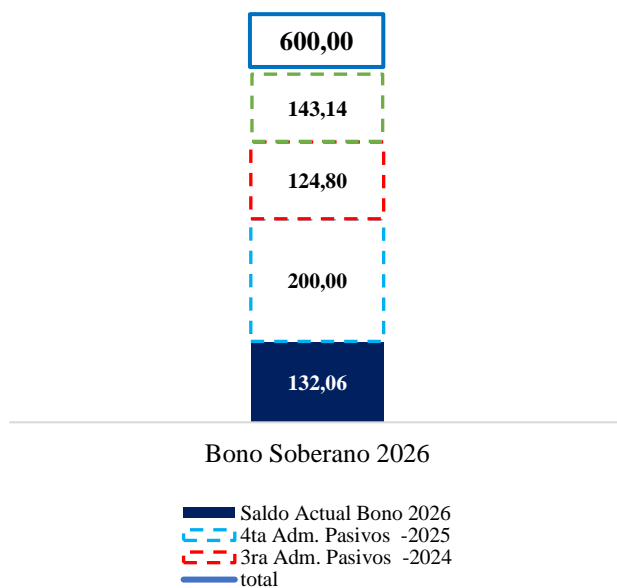 600,00
143,14
124,80
200,00
132,06
Bono Soberano 2026
Saldo Actual Bono 2026
4ta Adm. Pasivos -2025
3ra Adm. Pasivos -2024
total